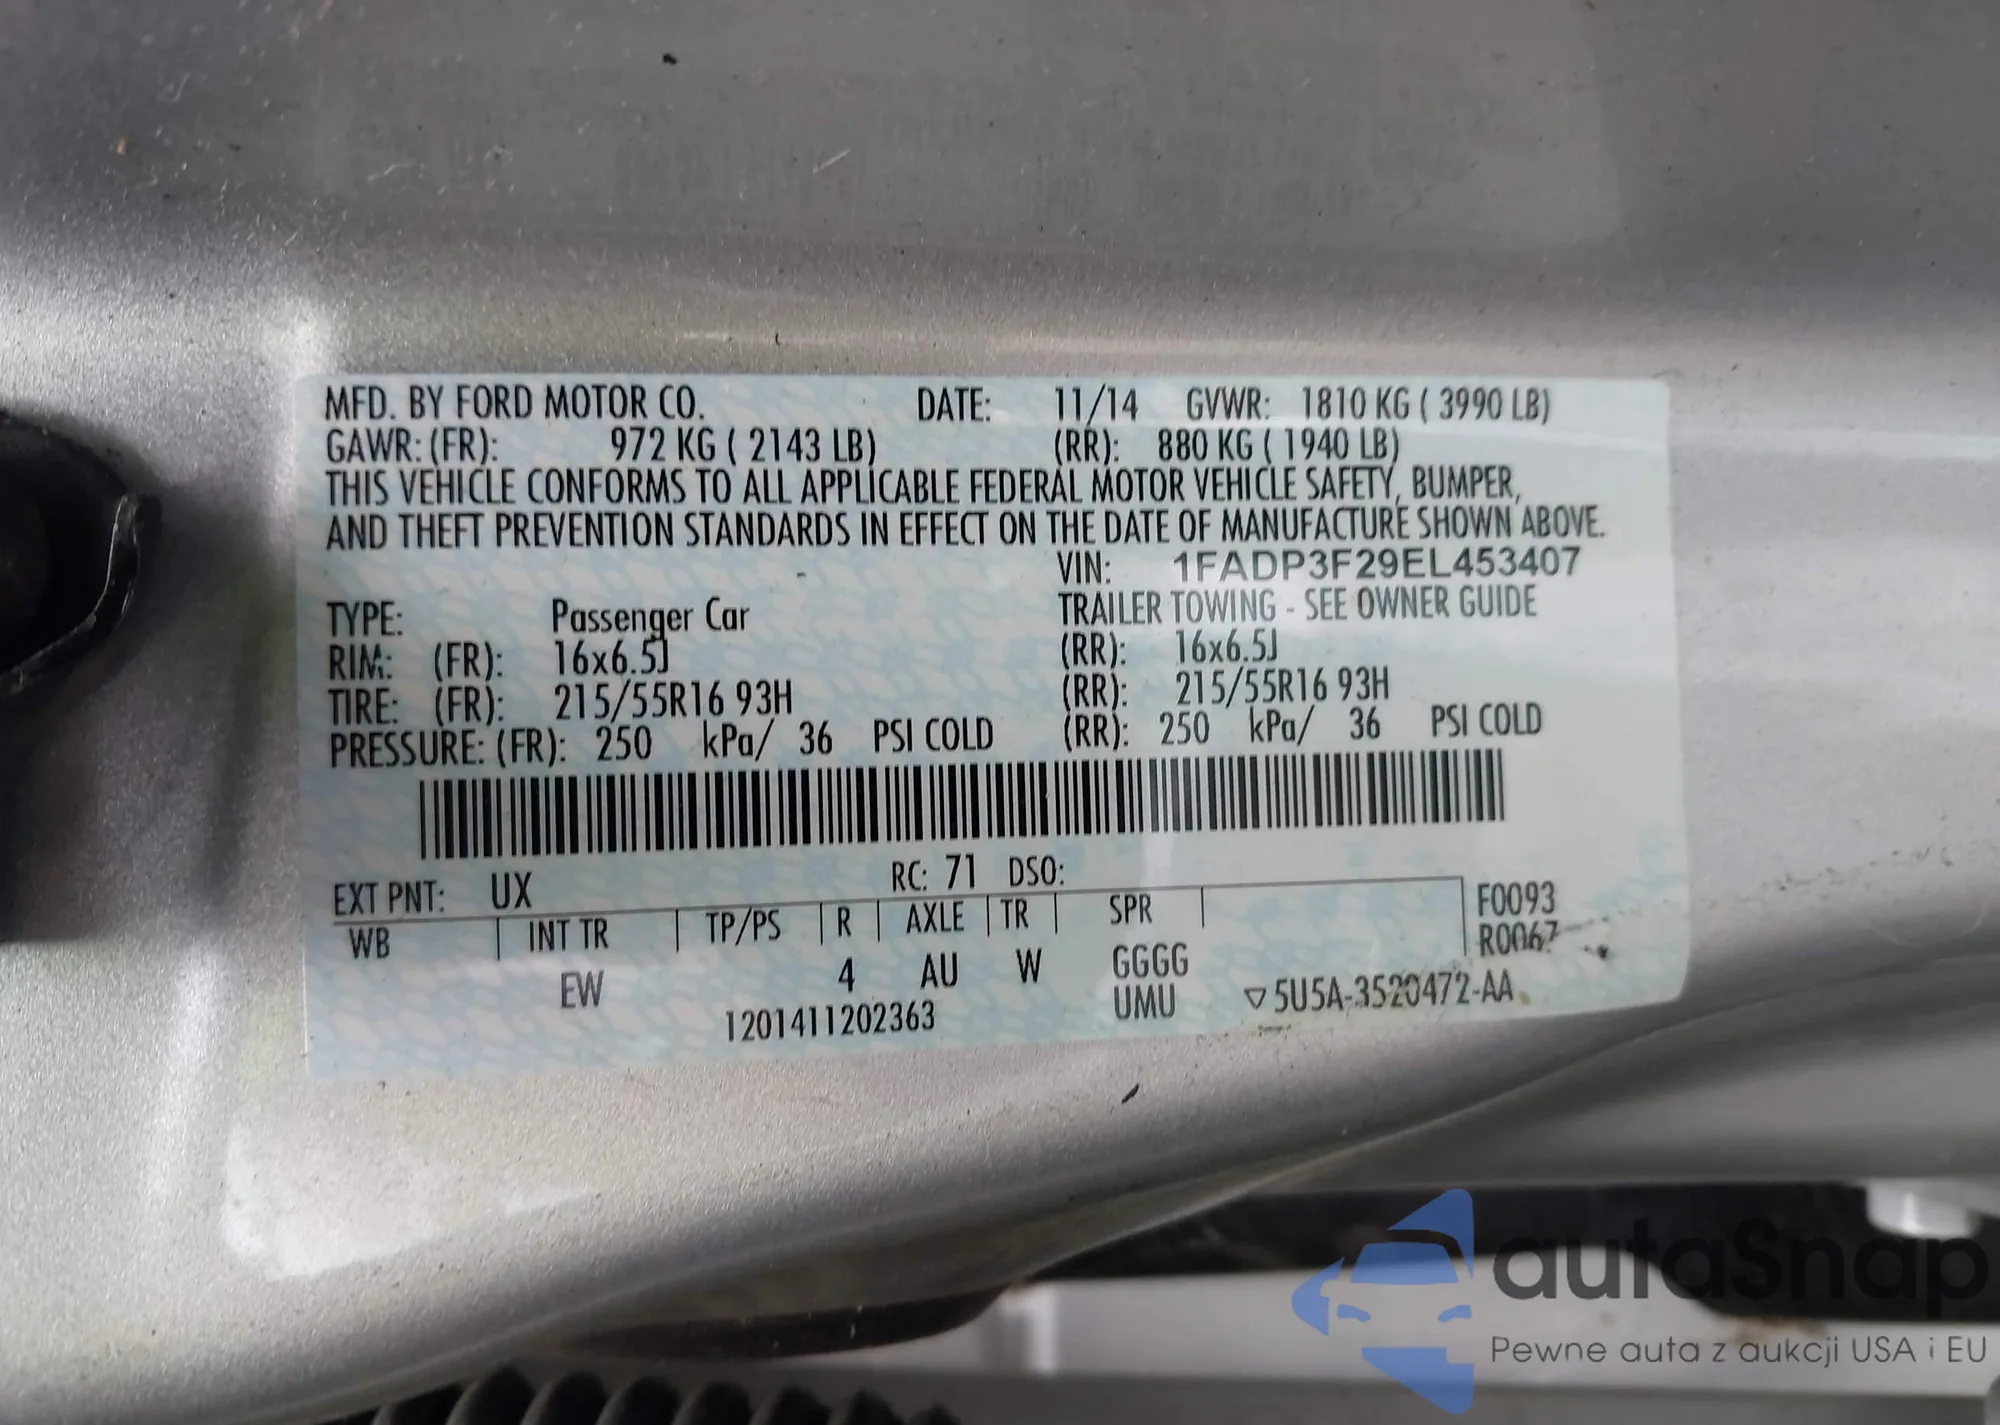 MFD. BY FORD MOTOR CO. DATE: 11/14 GVWR: 1810 KG ( 3990 LB)
GAWR: (FR): 972 KG ( 2143 LB) (RR): 880 KG ( 1940 LB)
THIS VEHICLE CONFORMS TO ALL APPLICABLE FEDERAL MOTOR VEHICLE SAFETY, BUMPER,
AND THEFT PREVENTION STANDARDS IN EFFECT ON THE DATE OF MANUFACTURE SHOWN ABOVE.
VIN: 1FADP3F29EL453407
TYPE: Passenger Car TRAILER TOWING - SEE OWNER GUIDE
RIM: (FR): 16x6.5J (RR): 16x6.5J
TIRE: (FR): 215/55R16 93H (RR): 215/55R16 93H
PRESSURE: (FR): 250 kPa/ 36 PSI COLD (RR): 250 kPa/ 36 PSI COLD
EXT PNT: UX RC: 71 DSO:
WB | INT TR | TP/PS | R | AXLE | TR | SPR | F0093
R0067
EW 4 AU W GGGG
UMU ▽5U5A-3520472-AA
1201411202363
autaSnap
Pewne auta z aukcji USA i EU